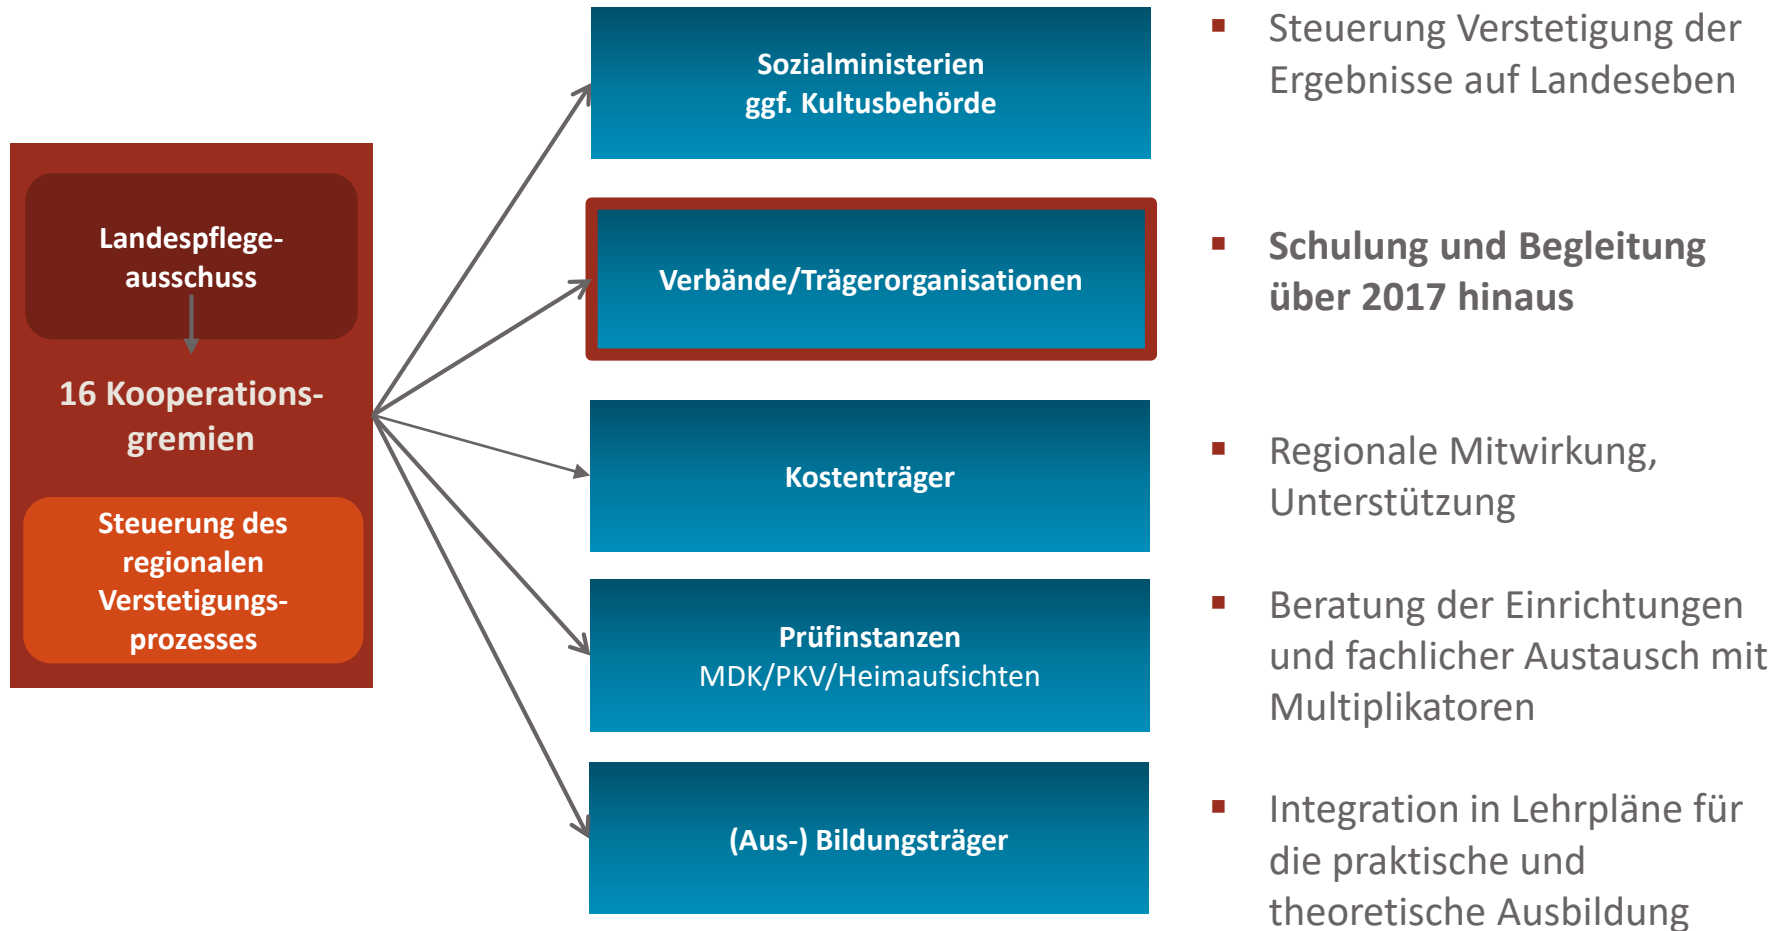 Landespflege-
ausschuss
16 Kooperations-
gremien
Steuerung des
regionalen
Verstetigungs-
prozesses
Sozialministerien
ggf. Kultusbehörde
▪ Steuerung Verstetigung der
Ergebnisse auf Landeseben
Verbände/Trägerorganisationen
▪ Schulung und Begleitung
über 2017 hinaus
Kostenträger
▪ Regionale Mitwirkung,
Unterstützung
Prüfinstanzen
MDK/PKV/Heimaufsichten
▪ Beratung der Einrichtungen
und fachlicher Austausch mit
Multiplikatoren
(Aus-) Bildungsträger
▪ Integration in Lehrpläne für
die praktische und
theoretische Ausbildung